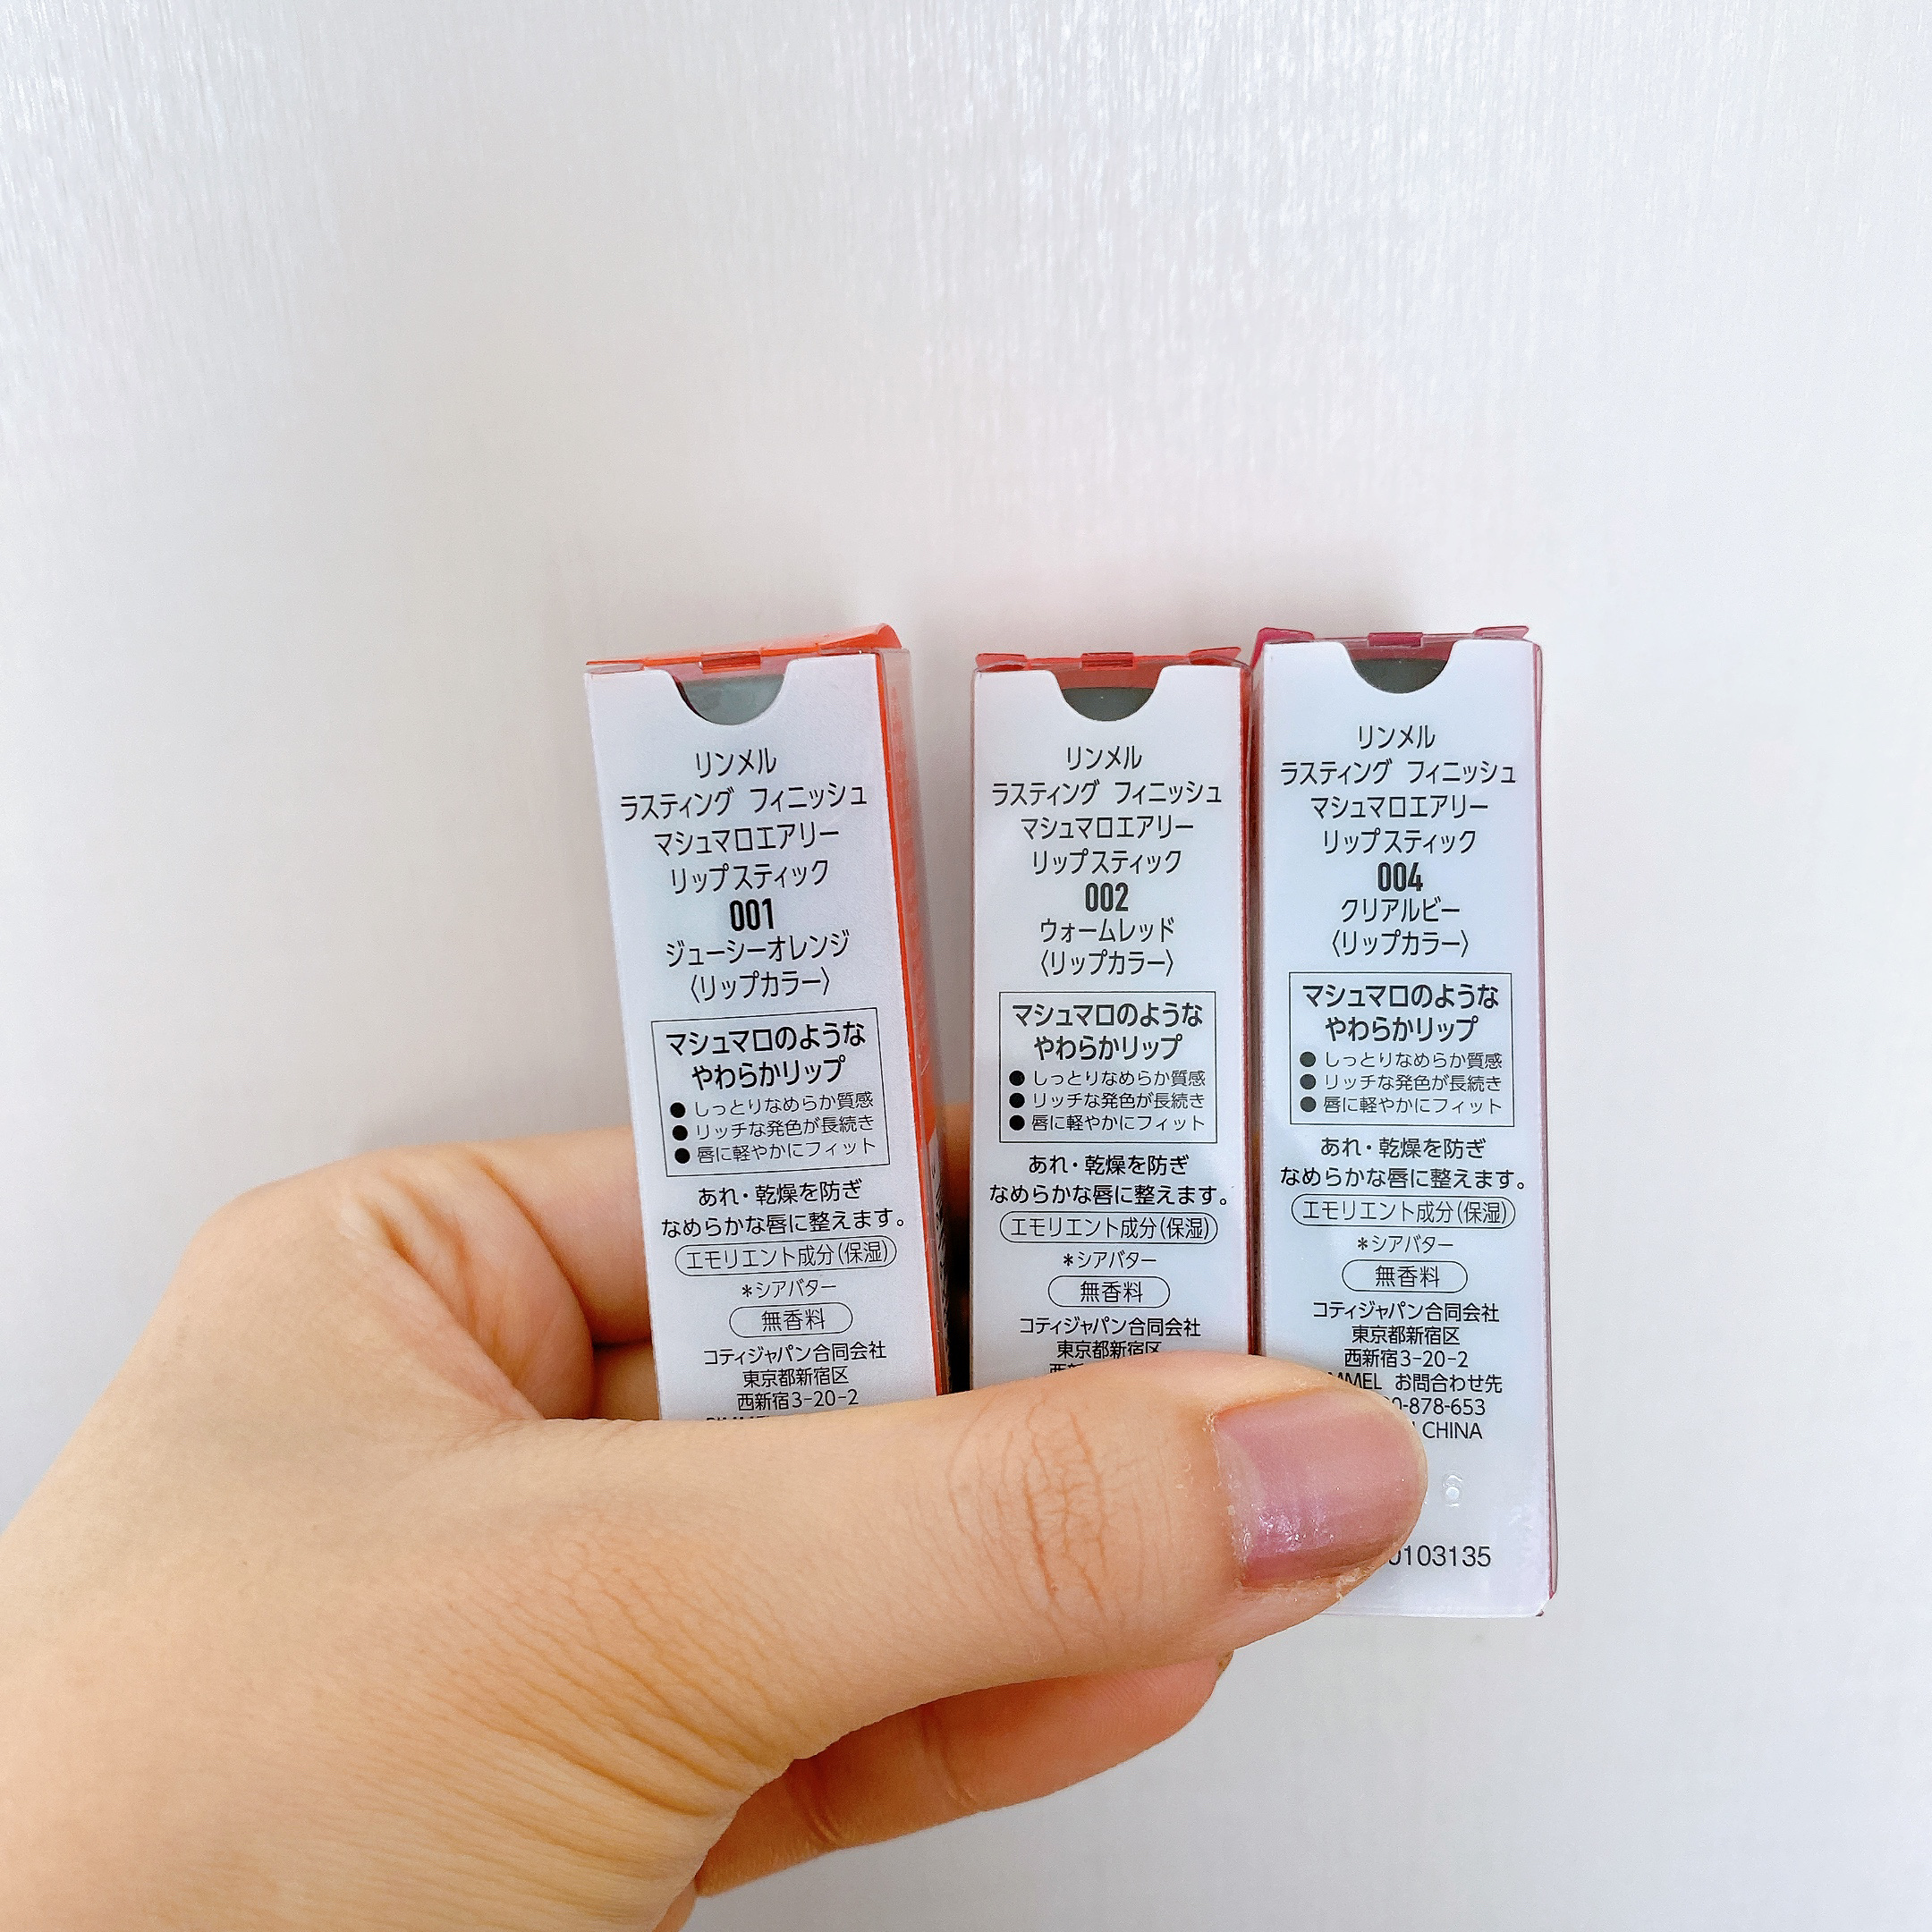 リンメル
ラスティング フィニッシュ
マシュマロエアリー
リップスティック
001
ジューシーオレンジ
〈リップカラー〉
マシュマロのような
やわらかリップ
● しっとりなめらか質感
● リッチな発色が長続き
● 唇に軽やかにフィット
あれ・乾燥を防ぎ
なめらかな唇に整えます。
エモリエント成分(保湿)
*シアバター
無香料
コティジャパン合同会社
東京都新宿区
西新宿3-20-2
リンメル
ラスティング フィニッシュ
マシュマロエアリー
リップスティック
002
ウォームレッド
〈リップカラー〉
マシュマロのような
やわらかリップ
● しっとりなめらか質感
● リッチな発色が長続き
● 唇に軽やかにフィット
あれ・乾燥を防ぎ
なめらかな唇に整えます。
エモリエント成分(保湿)
*シアバター
無香料
コティジャパン合同会社
東京都新宿区
リンメル
ラスティング フィニッシュ
マシュマロエアリー
リップスティック
004
クリアルビー
〈リップカラー〉
マシュマロのような
やわらかリップ
● しっとりなめらか質感
● リッチな発色が長続き
● 唇に軽やかにフィット
あれ・乾燥を防ぎ
なめらかな唇に整えます。
エモリエント成分(保湿)
*シアバター
無香料
コティジャパン合同会社
東京都新宿区
西新宿3-20-2
MMEL お問合わせ先
0-878-653
CHINA
0103135